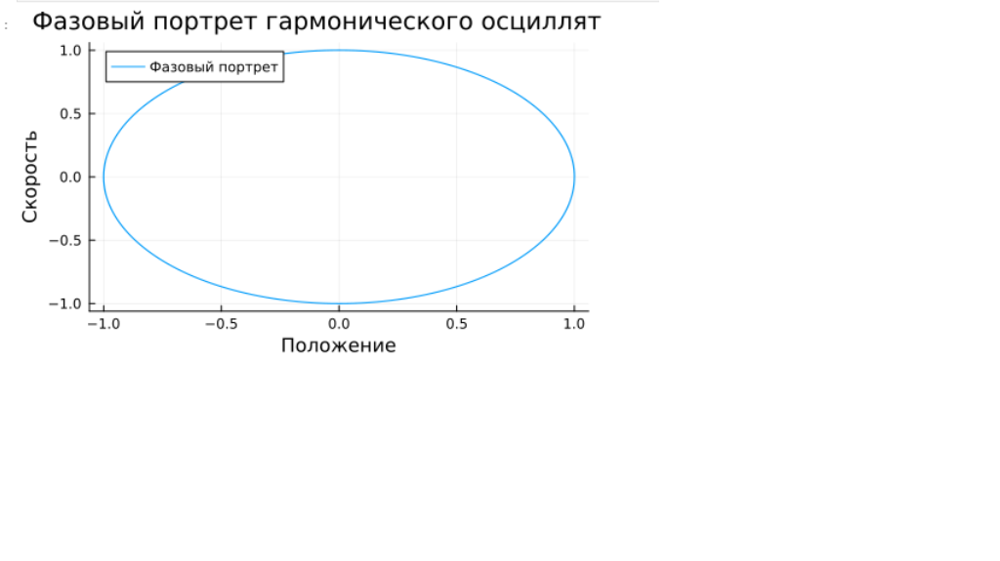 :
Фазовый портрет гармонического осциллят
Фазовый портрет
1.0
0.5
0.0
−0.5
−1.0
Скорость
−1.0 −0.5 0.0 0.5 1.0
Положение